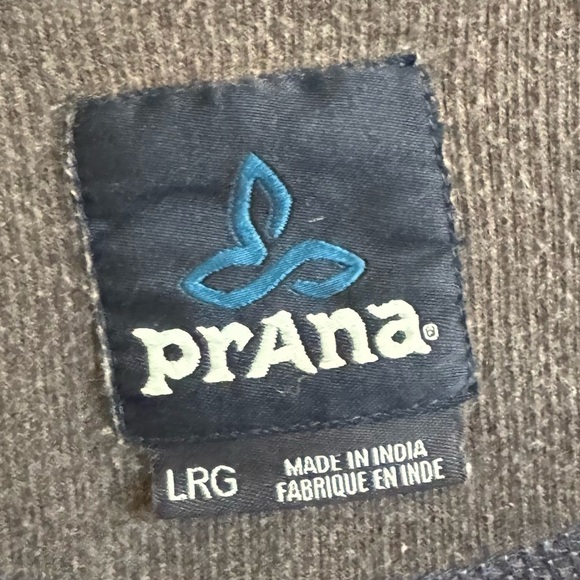 prAna®
LRG
MADE IN INDIA
FABRIQUE EN INDE